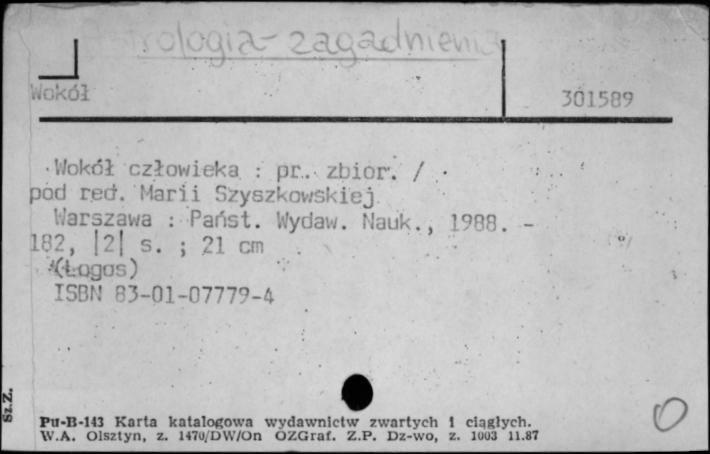 zagadnienia
Wokół
301589
Wokół człowieka : pr. zbior. /
pod red. Marii Szyszkowskiej
Warszawa : Państ. Wydaw. Nauk., 1988. -
182, |2| s. ; 21 cm
(Logos)
ISBN 83-01-07779-4
Sz.Z.
Pu-B-143 Karta katalogowa wydawnictw zwartych i ciągłych.
W.A. Olsztyn, z. 1470/DW/On OZGraf. Z.P. Dz-wo, z. 1003 11.87